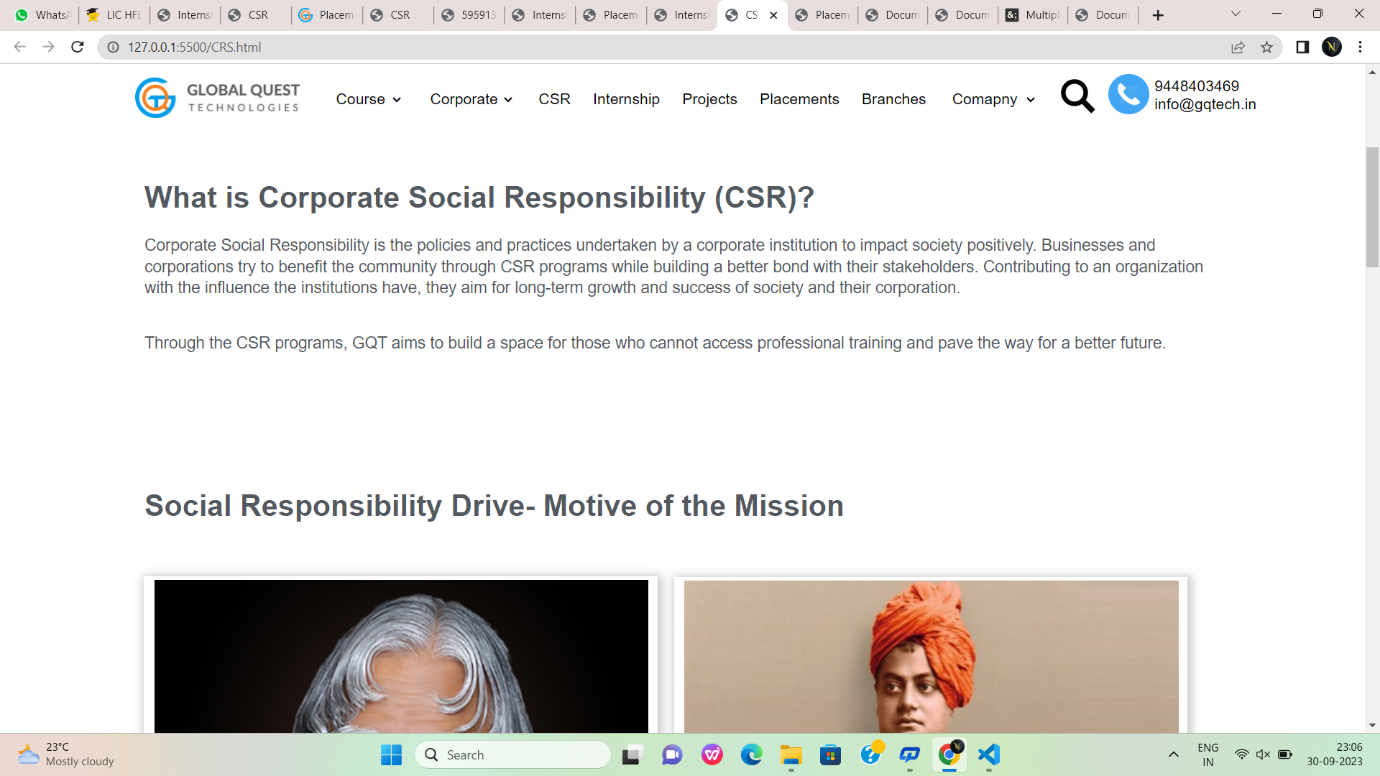 WhatsA
LIC HFL
Interns
CSR
Placem
CSR
595913
Interns
Placem
Interns
CS
Placem
Docum
Docum
&;
Multipl
Docum
127.0.0.1:5500/CRS.html
GLOBAL QUEST
TECHNOLOGIES
Course
Corporate
CSR
Internship
Projects
Placements
Branches
Comapny
9448403469
info@gqtech.in
What is Corporate Social Responsibility (CSR)?
Corporate Social Responsibility is the policies and practices undertaken by a corporate institution to impact society positively. Businesses and
corporations try to benefit the community through CSR programs while building a better bond with their stakeholders. Contributing to an organization
with the influence the institutions have, they aim for long-term growth and success of society and their corporation.
Through the CSR programs, GQT aims to build a space for those who cannot access professional training and pave the way for a better future.
Social Responsibility Drive- Motive of the Mission
23°C
Mostly cloudy
Search
ENG
IN
23:06
30-09-2023